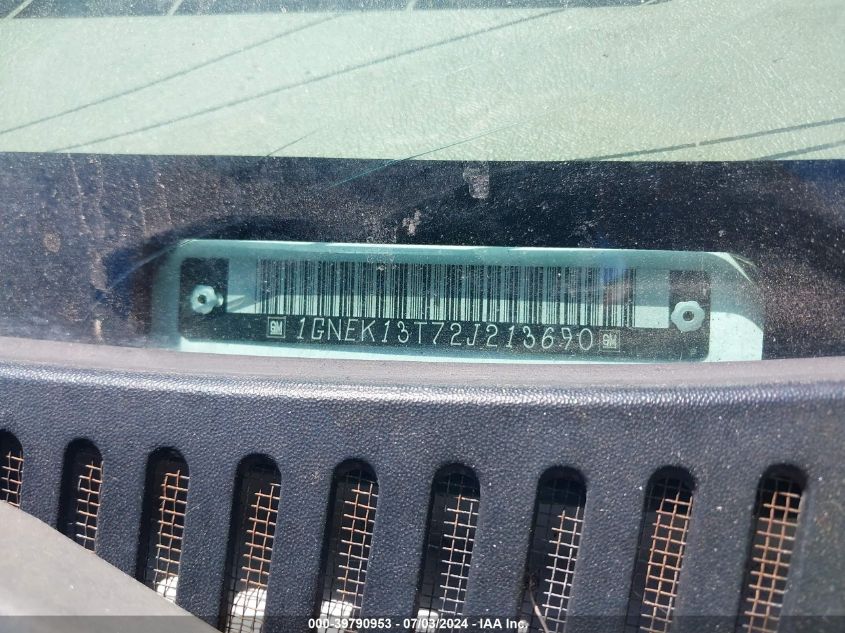 GM 1GNEK13T72J213690 GM
000-39790953 - 07/03/2024 - IAA Inc.